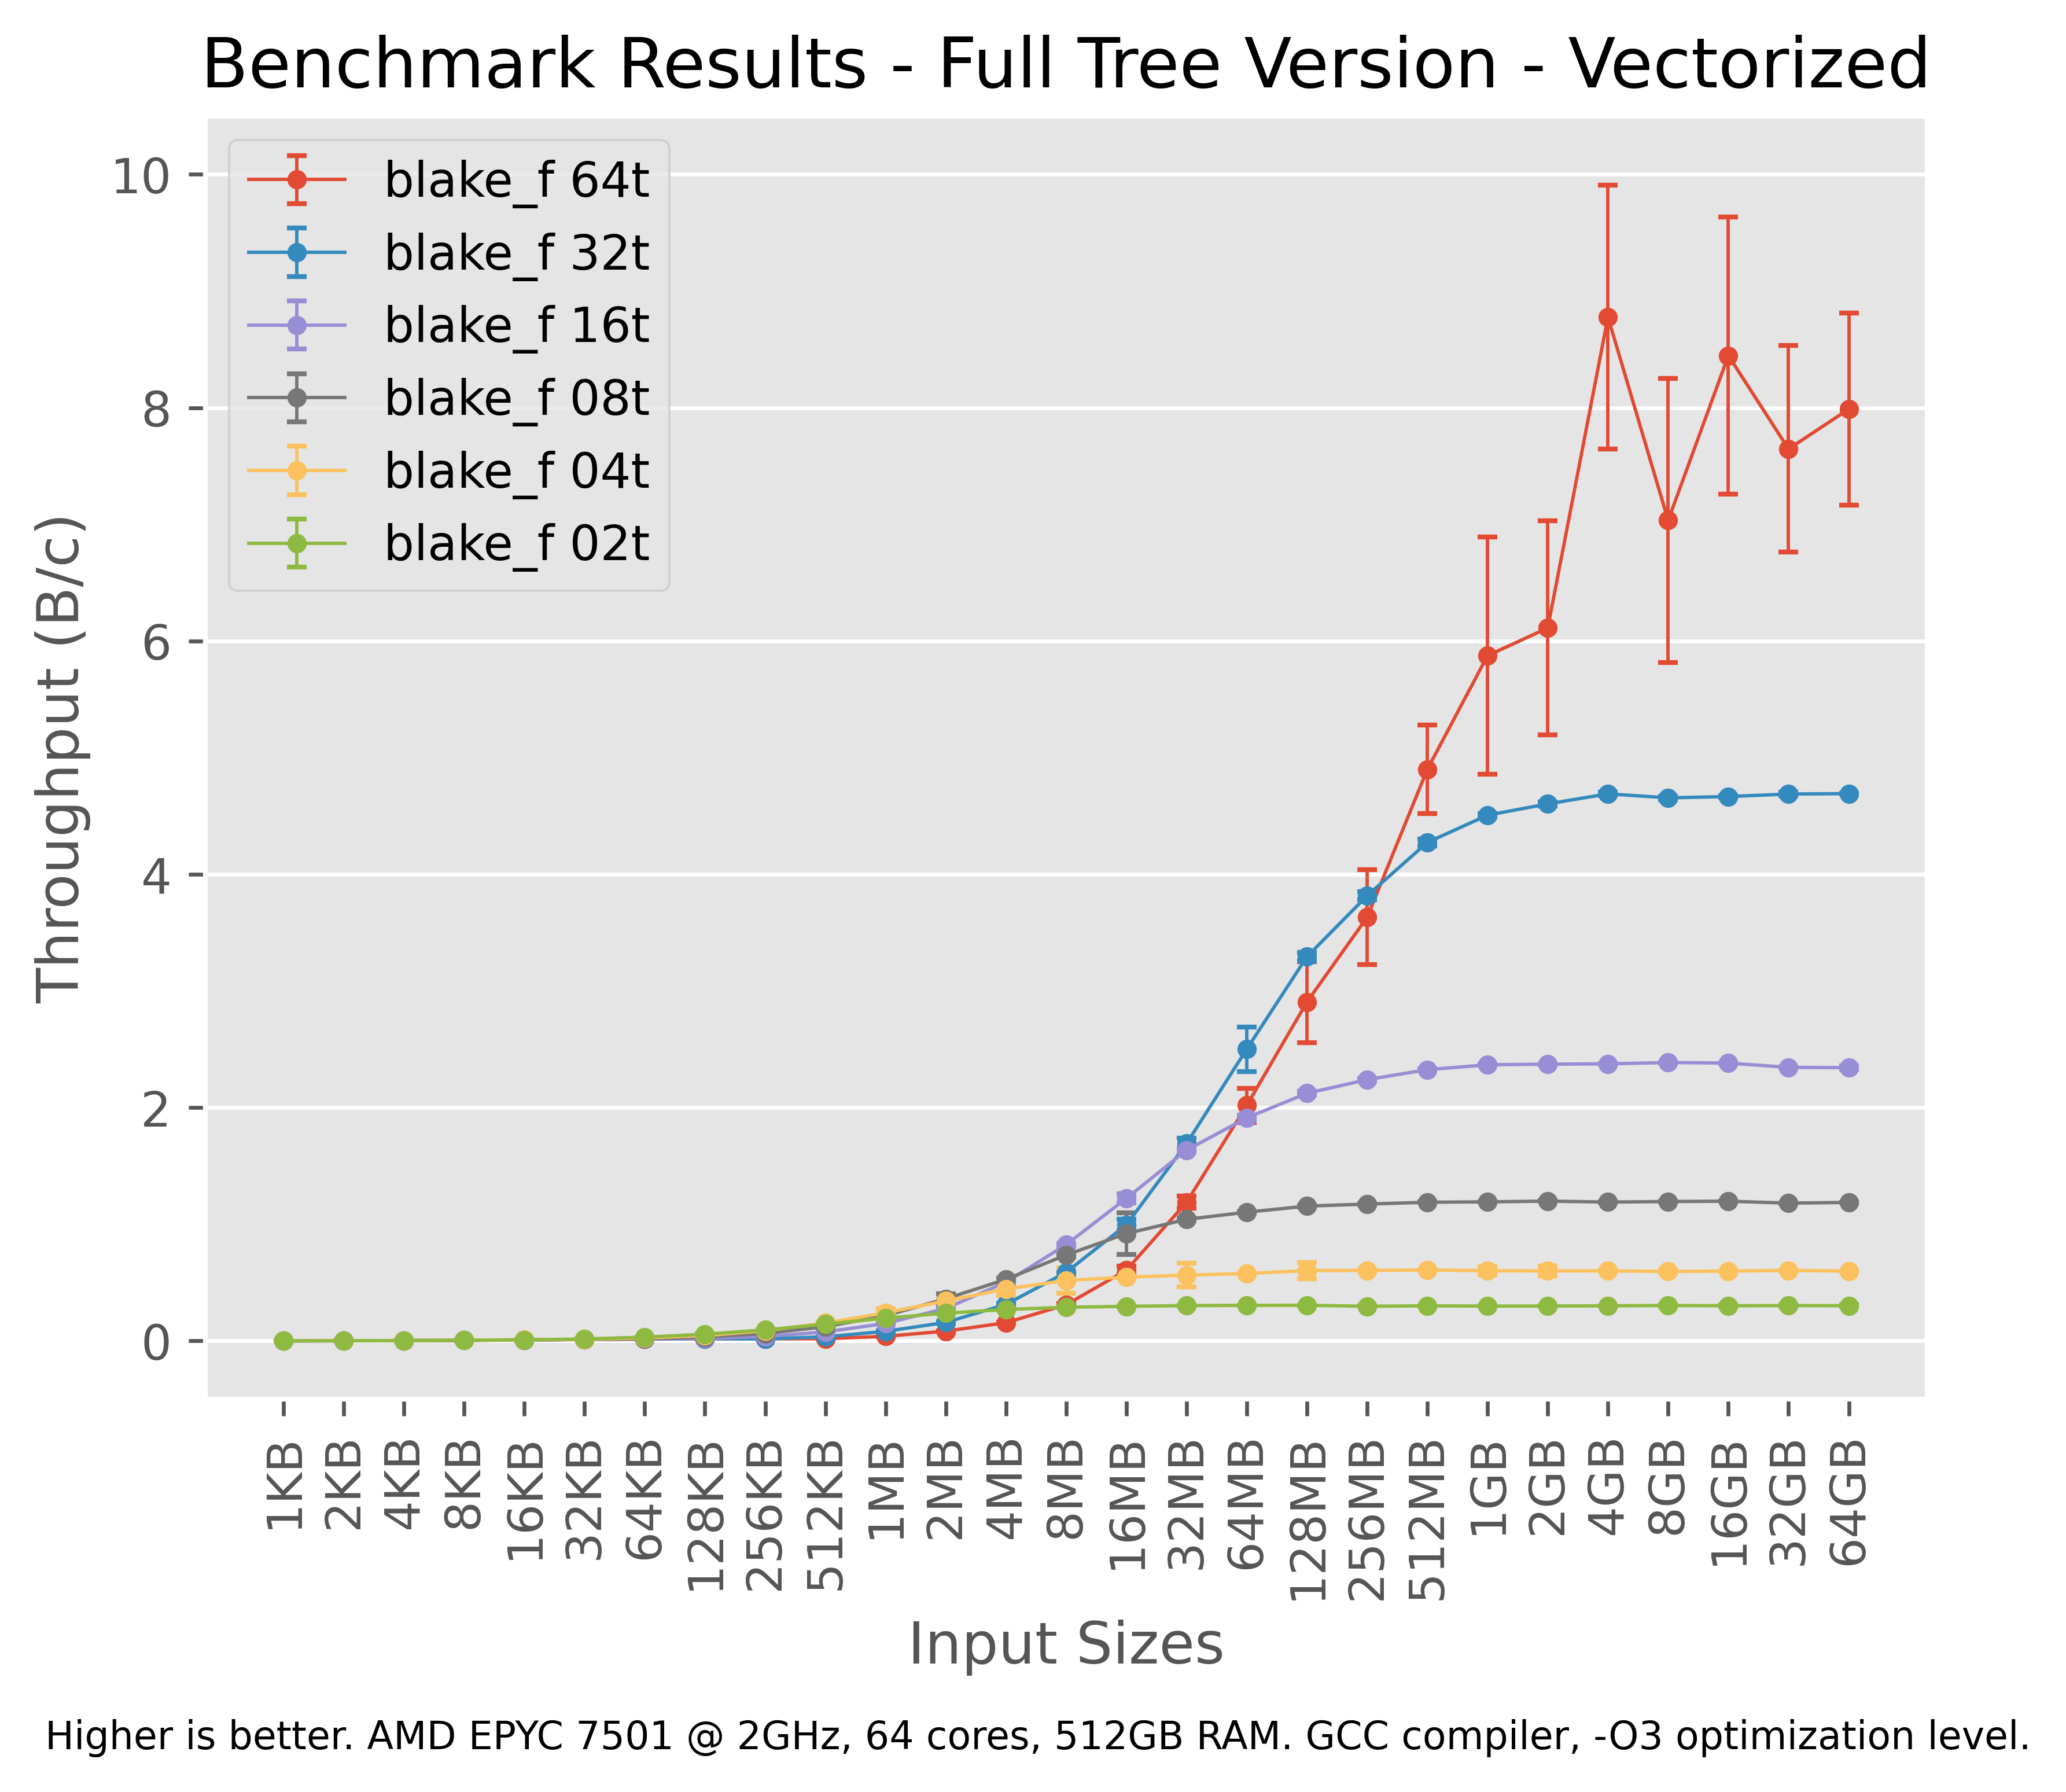 Benchmark Results - Full Tree Version - Vectorized
blake_f 64t
blake_f 32t
blake_f 16t
blake_f 08t
blake_f 04t
blake_f 02t
Throughput (B/c)
10
8
6
4
2
0
1KB
2KB
4KB
8KB
16KB
32KB
64KB
128KB
256KB
512KB
1MB
2MB
4MB
8MB
16MB
32MB
64MB
128MB
256MB
512MB
1GB
2GB
4GB
8GB
16GB
32GB
64GB
Input Sizes
Higher is better. AMD EPYC 7501 @ 2GHz, 64 cores, 512GB RAM. GCC compiler, -O3 optimization level.